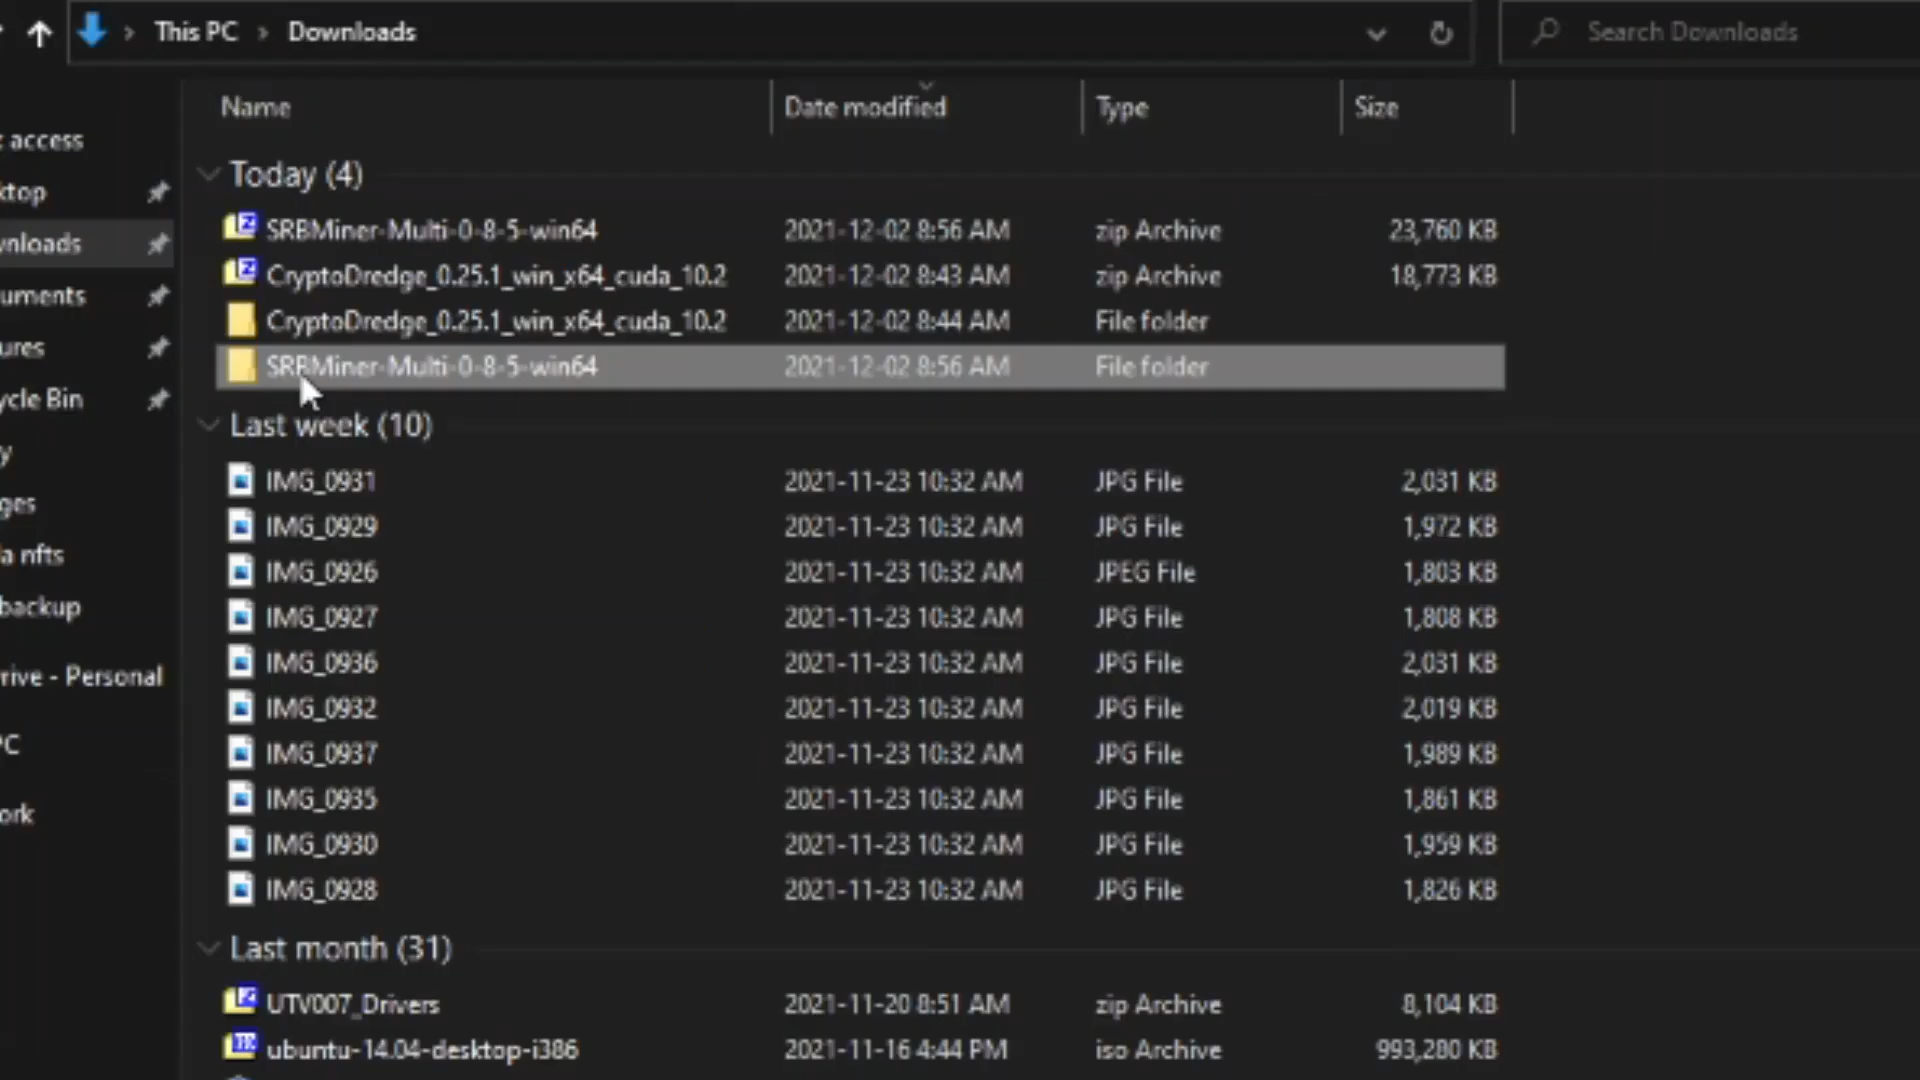 This PC > Downloads Search Downloads
Name Date modified Type Size
access
Today (4)
SRBMiner-Multi-0-8-5-win64 2021-12-02 8:56 AM zip Archive 23,760 KB
CryptoDredge_0.25.1_win_x64_cuda_10.2 2021-12-02 8:43 AM zip Archive 18,773 KB
CryptoDredge_0.25.1_win_x64_cuda_10.2 2021-12-02 8:44 AM File folder
SRBMiner-Multi-0-8-5-win64 2021-12-02 8:56 AM File folder
Last week (10)
IMG_0931 2021-11-23 10:32 AM JPG File 2,031 KB
IMG_0929 2021-11-23 10:32 AM JPG File 1,972 KB
IMG_0926 2021-11-23 10:32 AM JPEG File 1,803 KB
IMG_0927 2021-11-23 10:32 AM JPG File 1,808 KB
IMG_0936 2021-11-23 10:32 AM JPG File 2,031 KB
IMG_0932 2021-11-23 10:32 AM JPG File 2,019 KB
IMG_0937 2021-11-23 10:32 AM JPG File 1,989 KB
IMG_0935 2021-11-23 10:32 AM JPG File 1,861 KB
IMG_0930 2021-11-23 10:32 AM JPG File 1,959 KB
IMG_0928 2021-11-23 10:32 AM JPG File 1,826 KB
Last month (31)
UTV007_Drivers 2021-11-20 8:51 AM zip Archive 8,104 KB
ubuntu-14.04-desktop-i386 2021-11-16 4:44 PM iso Archive 993,280 KB
ktop
wnloads
uments
ures
ycle Bin
y
ges
a nfts
backup
rive - Personal
PC
ork